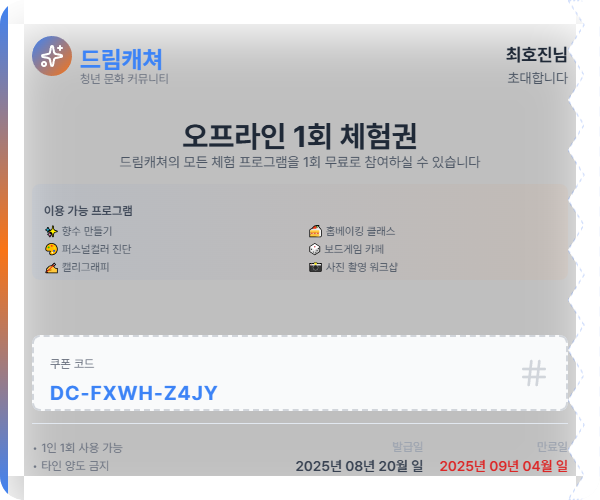 드림캐쳐
청년 문화 커뮤니티
최호진님
초대합니다
오프라인 1회 체험권
드림캐쳐의 모든 체험 프로그램을 1회 무료로 참여하실 수 있습니다
이용 가능 프로그램
향수 만들기
홈베이킹 클래스
퍼스널컬러 진단
보드게임 카페
캘리그래피
사진 촬영 워크샵
쿠폰 코드
DC-FXWH-Z4JY
#
• 1인 1회 사용 가능
• 타인 양도 금지
발급일
2025년 08년 20월 일
만료일
2025년 09년 04월 일